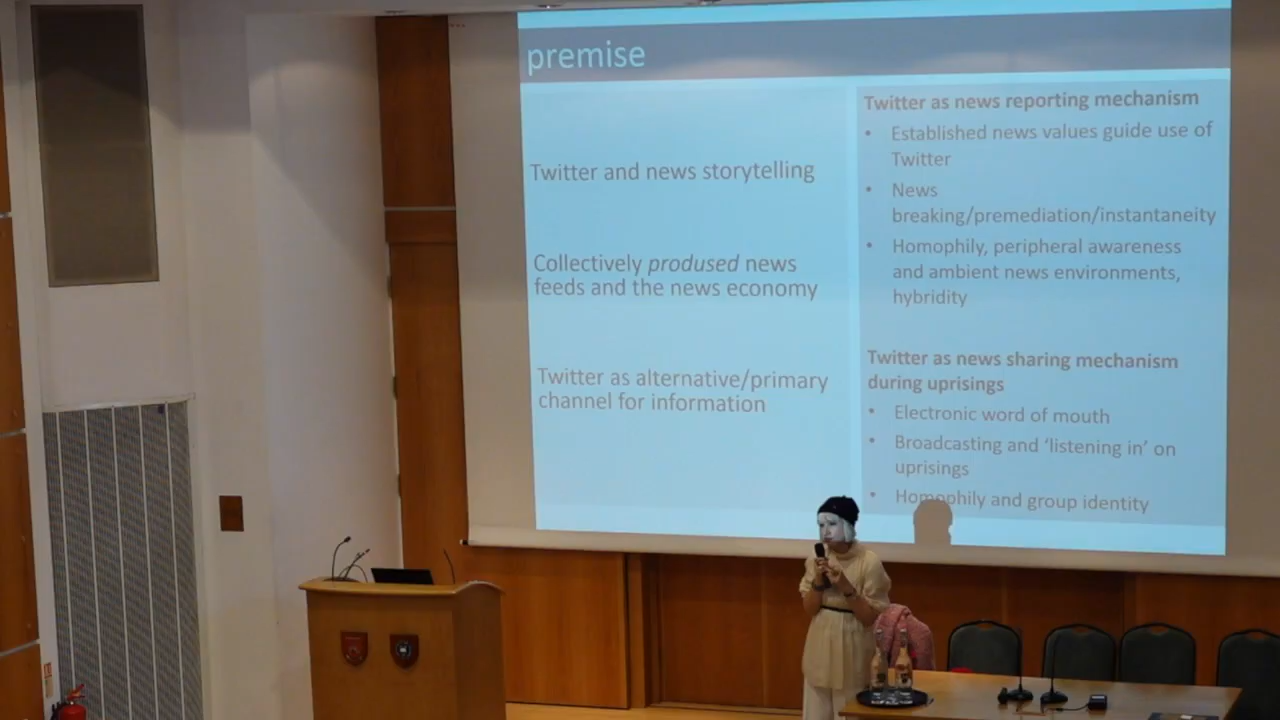 premise
Twitter and news storytelling
Collectively prodused news
feeds and the news economy
Twitter as alternative/primary
channel for information
Twitter as news reporting mechanism
• Established news values guide use of
Twitter
• News
breaking/premediation/instantaneity
• Homophily, peripheral awareness
and ambient news environments,
hybridity
Twitter as news sharing mechanism
during uprisings
• Electronic word of mouth
• Broadcasting and ‘listening in’ on
uprisings
• Homophily and group identity